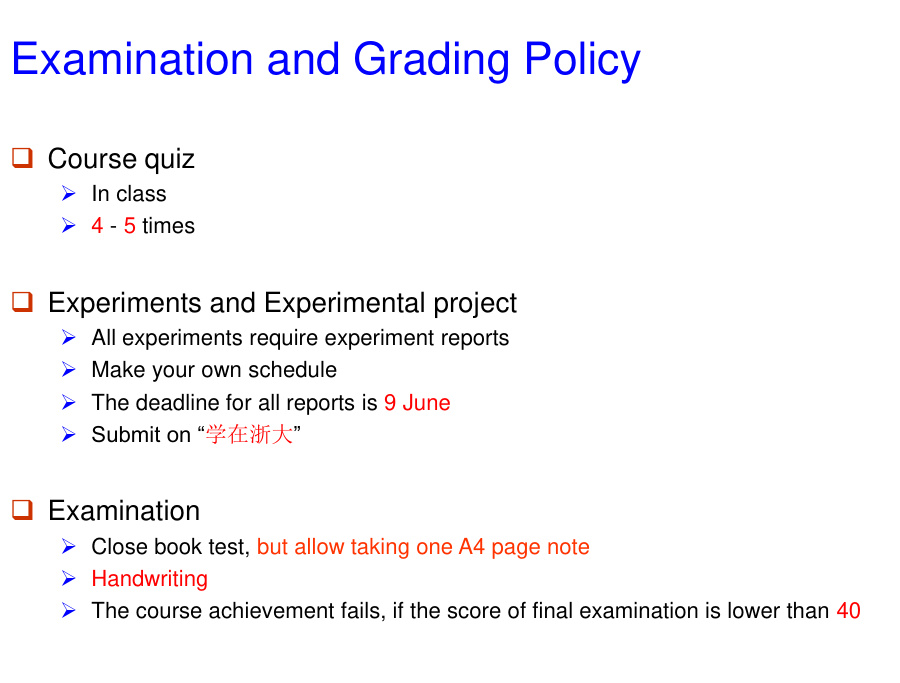 Examination and Grading Policy
Course quiz
In class
4 - 5 times
Experiments and Experimental project
All experiments require experiment reports
Make your own schedule
The deadline for all reports is 9 June
Submit on “学在浙大”
Examination
Close book test, but allow taking one A4 page note
Handwriting
The course achievement fails, if the score of final examination is lower than 40